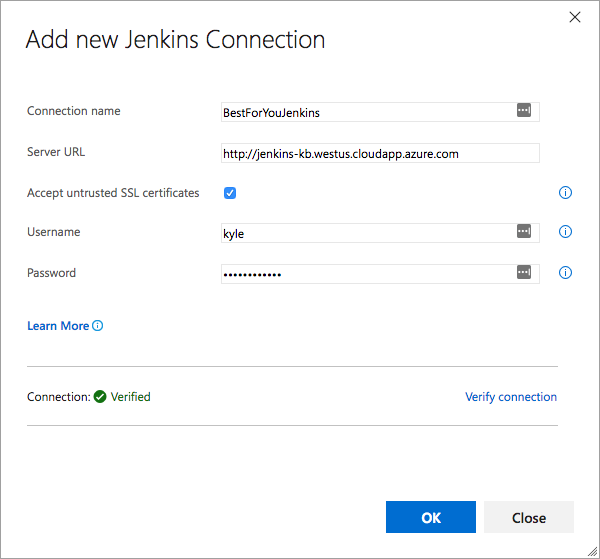 Add new Jenkins Connection
Connection name BestForYouJenkins
Server URL http://jenkins-kb.westus.cloudapp.azure.com
Accept untrusted SSL certificates
Username kyle
Password ••••••••••••
Learn More
Connection: Verified Verify connection
OK Close